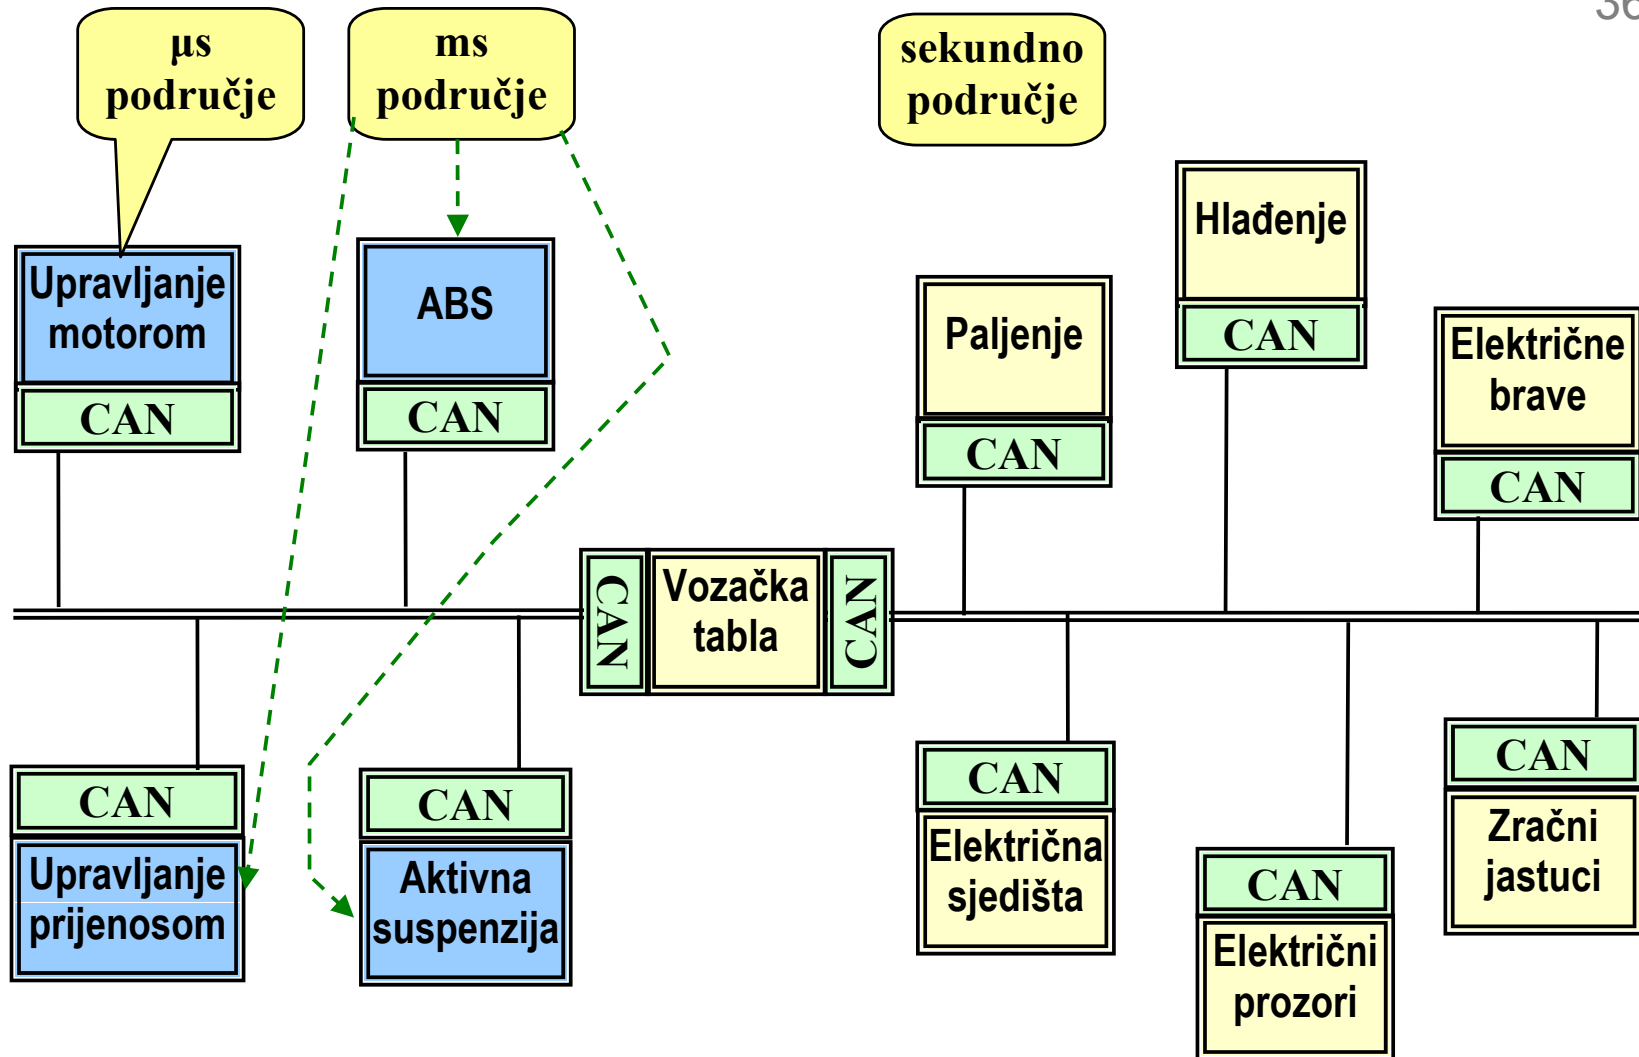 36
µs
područje
ms
područje
sekundno
područje
Hlađenje
CAN
Upravljanje
motorom
CAN
ABS
CAN
Paljenje
CAN
Električne
brave
CAN
CAN
Vozačka
tabla
CAN
CAN
Upravljanje
prijenosom
CAN
Aktivna
suspenzija
CAN
Električna
sjedišta
CAN
Električni
prozori
CAN
Zračni
jastuci